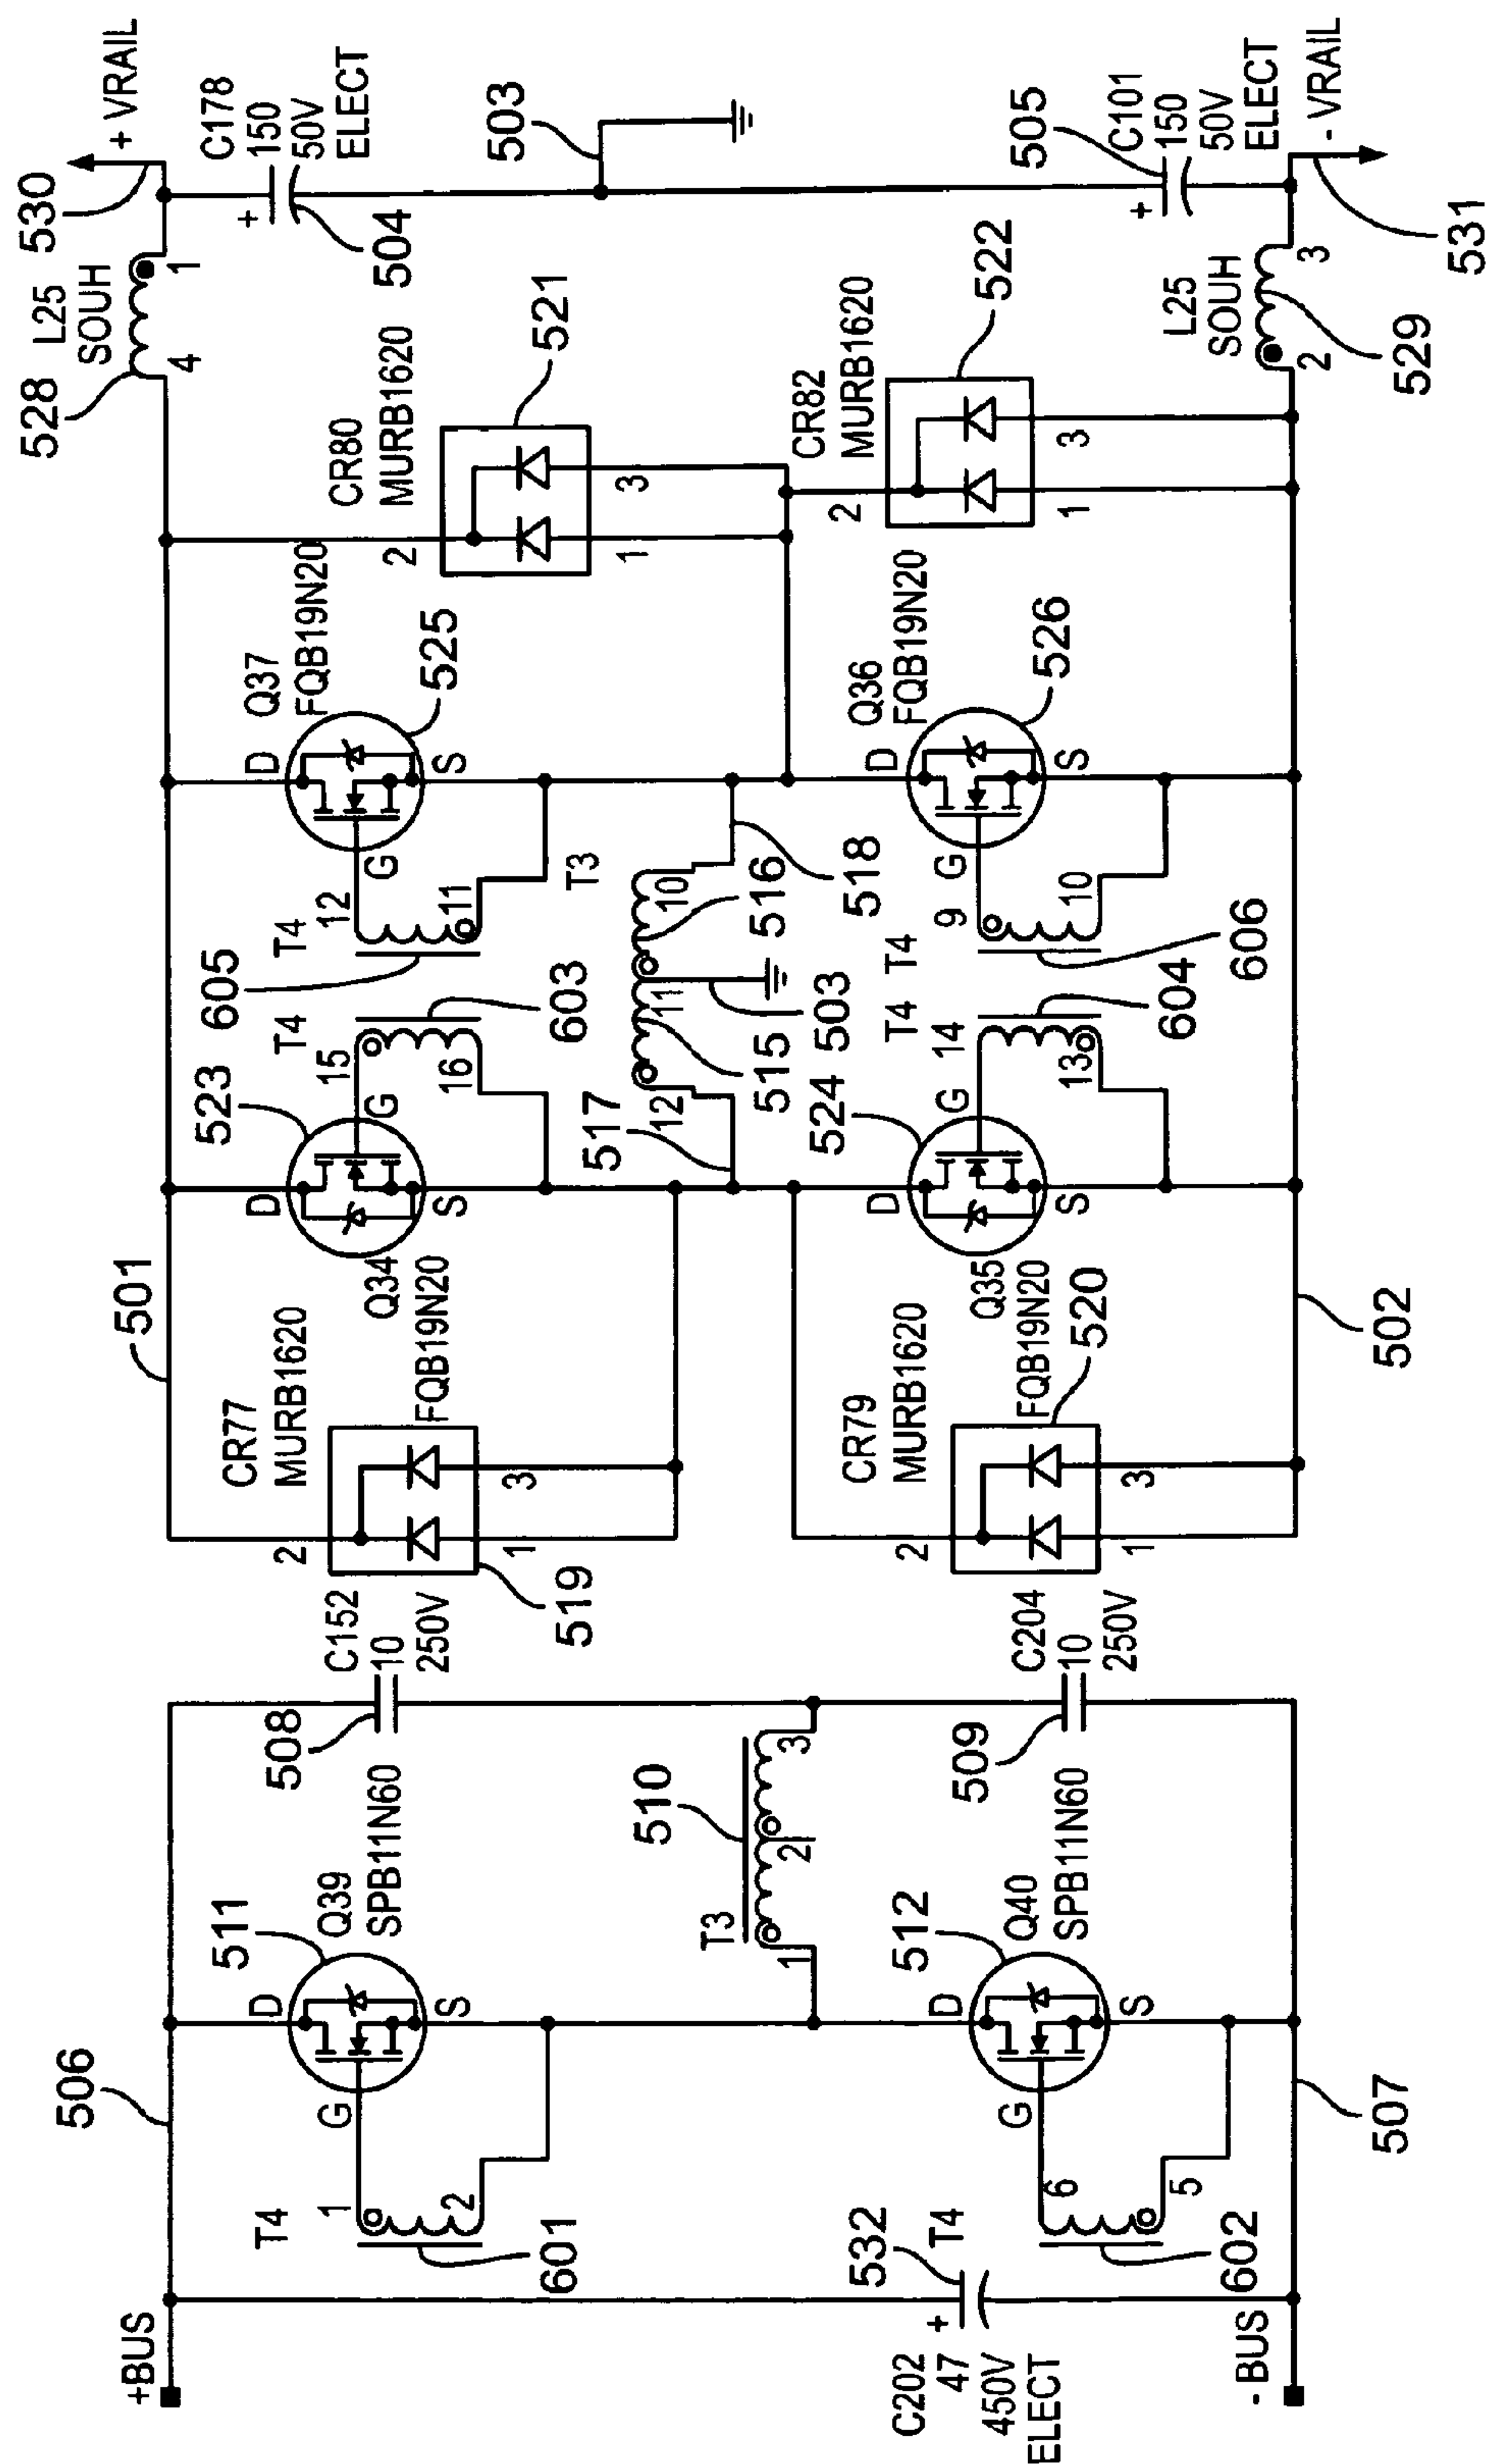 +BUS
C202
47
450V
ELECT
+
532
- BUS
506
T4
1
2
601
G
D
S
511
Q39
SPB11N60
T4
6
5
602
507
G
D
S
512
Q40
SPB11N60
T3
1
2
3
510
508
C152
10
250V
509
C204
10
250V
501
CR77
MURB1620
2
1
3
519
CR79
MURB1620
2
1
3
520
502
Q34
FQB19N20
D
S
G
523
T4
15
16
603
Q35
FQB19N20
D
S
G
524
T4
14
13
604
517
12
515
11
503
516
10
518
T3
605
T4
12
11
G
D
S
Q37
FQB19N20
525
T4
9
10
606
G
D
S
Q36
FQB19N20
526
CR80
MURB1620
2
1
3
521
CR82
MURB1620
2
1
3
522
528
L25
SOUH
4
1
530
+ VRAIL
+
C178
150
50V
ELECT
504
503
505
+
C101
150
50V
ELECT
L25
SOUH
2
3
529
531
- VRAIL